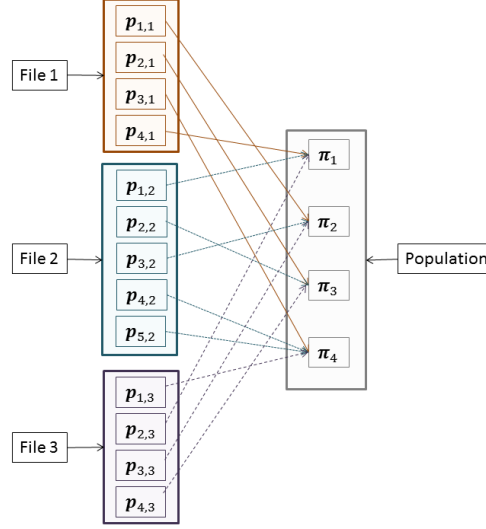 File 1
p1,1
p2,1
p3,1
p4,1
File 2
p1,2
p2,2
p3,2
p4,2
p5,2
File 3
p1,3
p2,3
p3,3
p4,3
π1
π2
π3
π4
Population